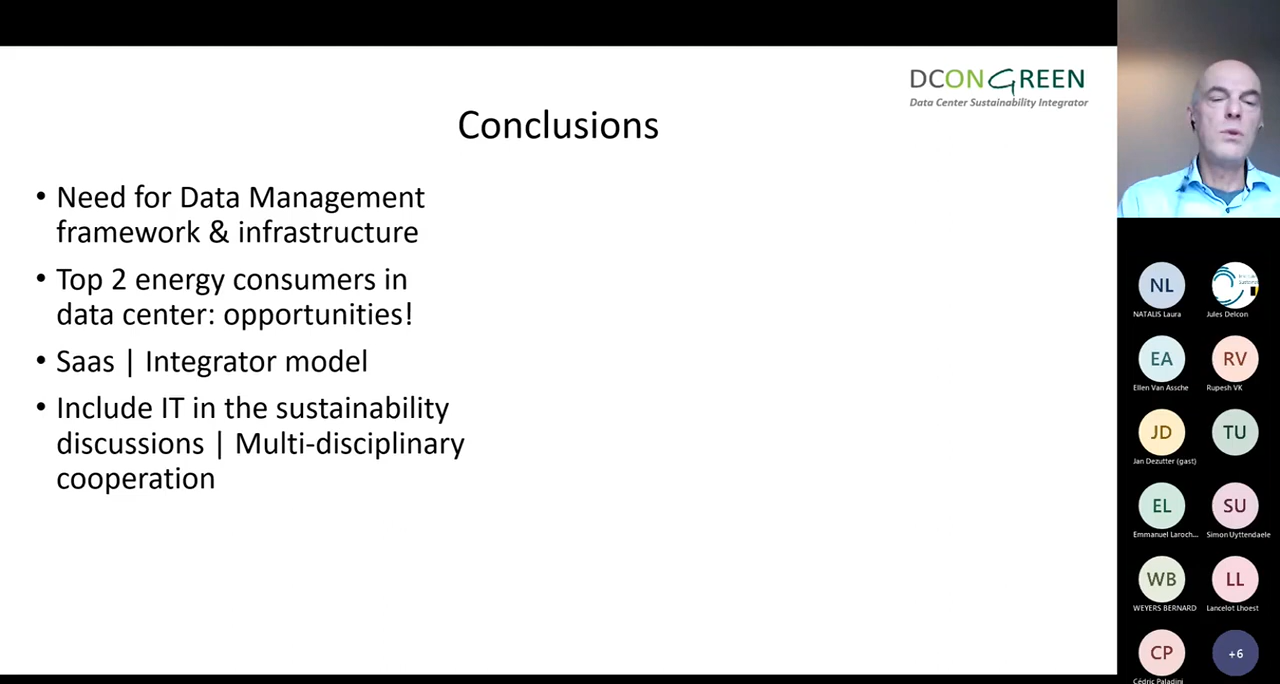 DCONGREEN
Data Center Sustainability Integrator
Conclusions
• Need for Data Management
framework & infrastructure
• Top 2 energy consumers in
data center: opportunities!
• Saas | Integrator model
• Include IT in the sustainability
discussions | Multi-disciplinary
cooperation
NL
NATALIS Laura
Jules Delcon
EA
Ellen Van Assche
RV
Rupesh VK
JD
Jan Dezutter (gast)
TU
EL
Emmanuel Laroch...
SU
Simon Uyttendaele
WB
WEYERS BERNARD
LL
Lancelot Lhoest
CP
Cédric Paladini
+6